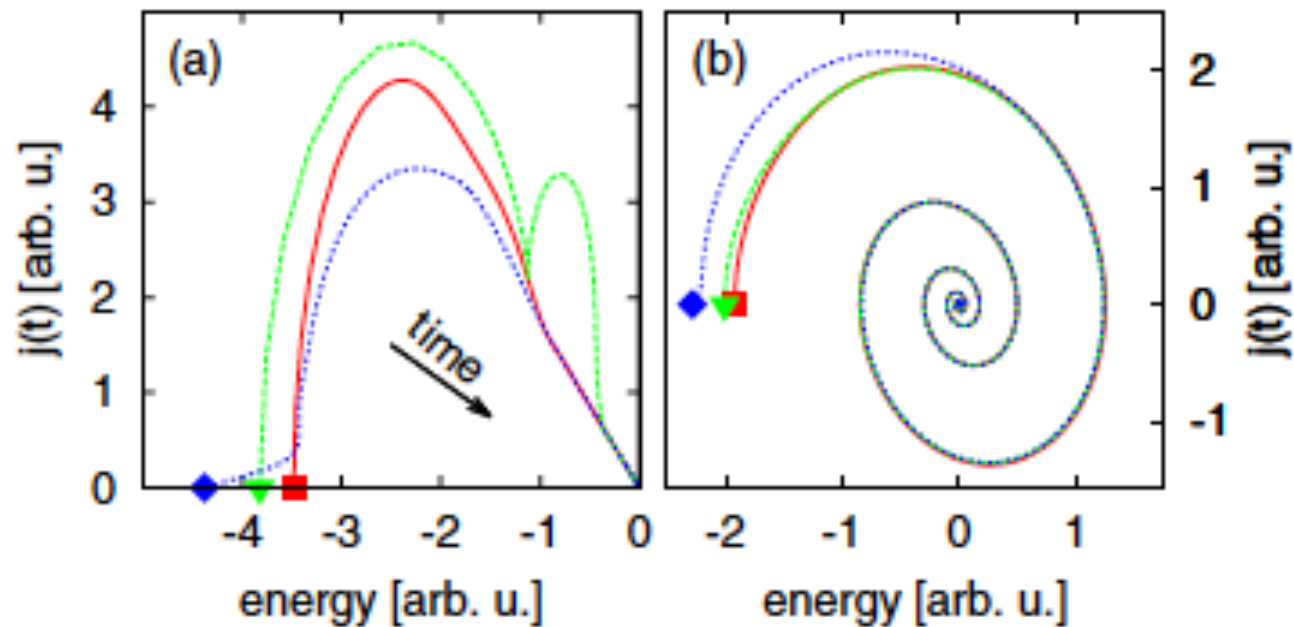 (a)
j(t) [arb. u.]
4
3
2
1
0
time
-4
-3
-2
-1
0
energy [arb. u.]
(b)
2
1
0
-1
j(t) [arb. u.]
-2
-1
0
1
energy [arb. u.]